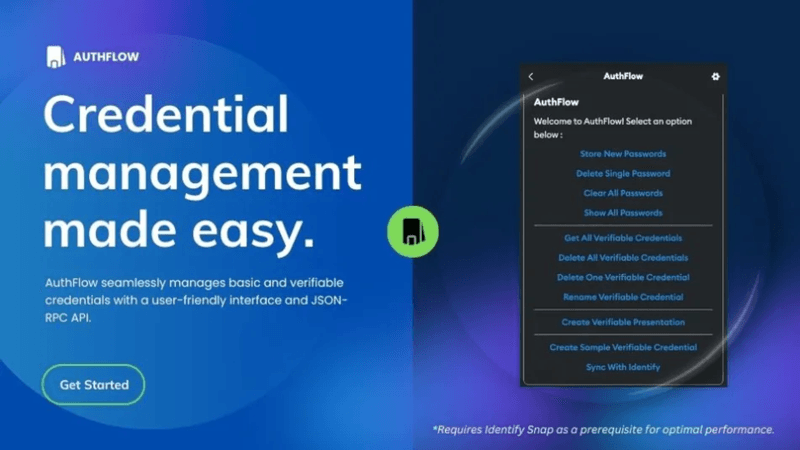 AUTHFLOW
Credential
management
made easy.
AuthFlow seamlessly manages basic and verifiable
credentials with a user-friendly interface and JSON-
RPC API.
Get Started
AuthFlow
AuthFlow
Welcome to AuthFlow! Select an option
below :
Store New Passwords
Delete Single Password
Clear All Passwords
Show All Passwords
Get All Verifiable Credentials
Delete All Verifiable Credentials
Delete One Verifiable Credential
Rename Verifiable Credential
Create Verifiable Presentation
Create Sample Verifiable Credential
Sync With Identify
*Requires Identify Snap as a prerequisite for optimal performance.